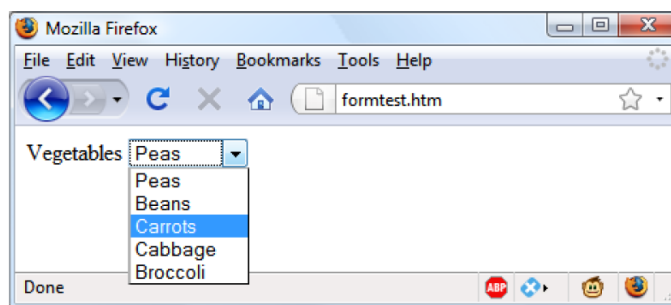 Mozilla Firefox
File Edit View History Bookmarks Tools Help
formtest.htm
Vegetables Peas
Peas
Beans
Carrots
Cabbage
Broccoli
Done ABP